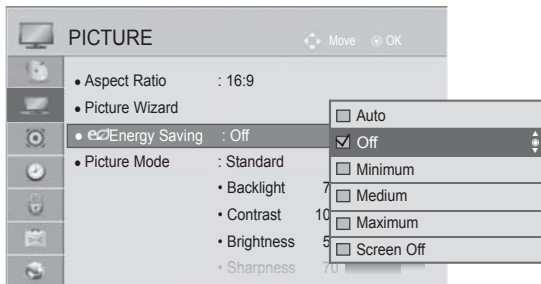 PICTURE
Move OK
• Aspect Ratio : 16:9
• Picture Wizard
• eco Energy Saving : Off
• Picture Mode : Standard
• Backlight 7
• Contrast 10
• Brightness 5
• Sharpness 70
Auto
Off
Minimum
Medium
Maximum
Screen Off